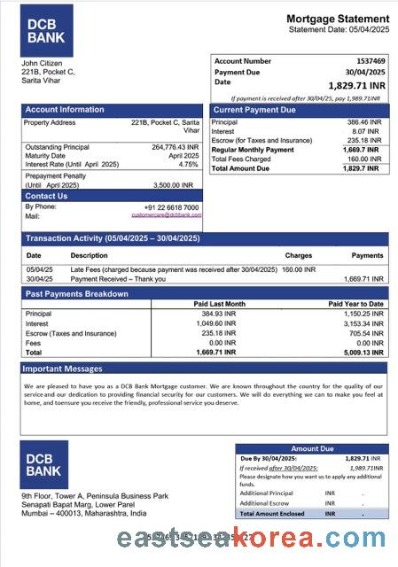 DCB
BANK
Mortgage Statement
Statement Date: 05/04/2025
John Citizen
221B, Pocket C,
Sarita Vihar
Account Number 1537469
Payment Due 30/04/2025
Date
1,829.71 INR
If payment is received after 30/04/25, pay 1,989.71INR
Account Information
Property Address 221B, Pocket C, Sarita
Vihar
Outstanding Principal 264,776.43 INR
Maturity Date April 2025
Interest Rate (Until April 2025) 4.75%
Prepayment Penalty
(Until April 2025) 3,500.00 INR
Current Payment Due
Principal 386.46 INR
Interest 8.07 INR
Escrow (for Taxes and Insurance) 235.18 INR
Regular Monthly Payment 1,669.7 INR
Total Fees Charged 160.00 INR
Total Amount Due 1,829.7 INR
Contact Us
By Phone: +91 22 6618 7000
Mail: customercare@dcbbank.com
Transaction Activity (05/04/2025 – 30/04/2025)
Date Description Charges Payments
05/04/25 Late Fees (charged because payment was received after 30/04/2025) 160.00 INR
30/04/25 Payment Received – Thank you 1,669.71 INR
Past Payments Breakdown
Paid Last Month Paid Year to Date
Principal 384.93 INR 1,150.25 INR
Interest 1,049.60 INR 3,153.34 INR
Escrow (Taxes and Insurance) 235.18 INR 705.54 INR
Fees 0.00 INR 0.00 INR
Total 1,669.71 INR 5,009.13 INR
Important Messages
We are pleased to have you as a DCB Bank Mortgage customer. We are known throughout the country for the quality of our
service and our dedication to providing financial security for our customers. We will do everything we can to make you feel at
home, and toensure you receive the friendly, professional service you deserve.
DCB
BANK
9th Floor, Tower A, Peninsula Business Park
Senapati Bapat Marg, Lower Parel
Mumbai – 400013, Maharashtra, India
Amount Due
Due By 30/04/2025: 1,829.71 INR
If received after 30/04/2025: 1,989.71INR
Please designate how you want us to apply any additional
funds.
Additional Principal INR .
Additional Escrow INR .
Total Amount Enclosed INR .
eastseakorea.com